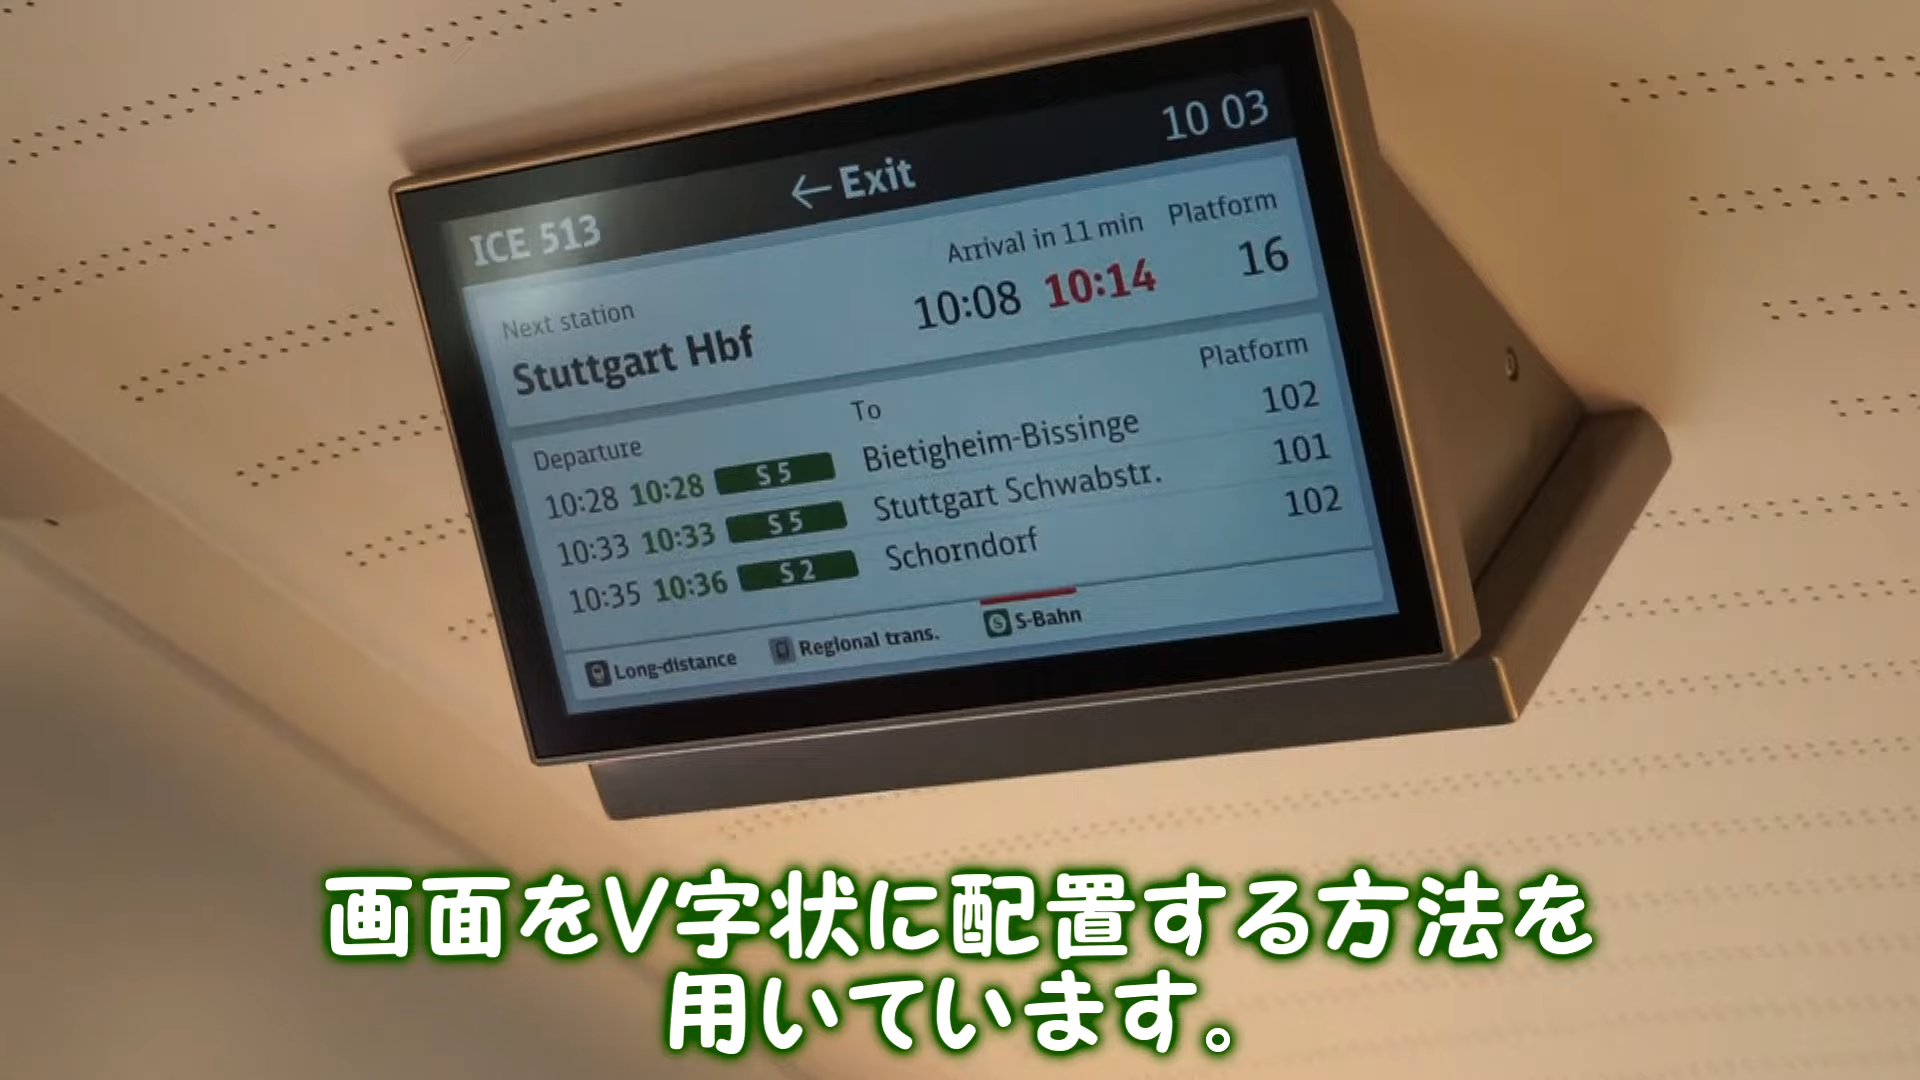 ICE 513 ← Exit 10 03
Arrival in 11 min Platform
Next station
Stuttgart Hbf 10:08 10:14 16
Departure To Platform
10:28 10:28 S 5 Bietigheim-Bissinge 102
10:33 10:33 S 5 Stuttgart Schwabstr. 101
10:35 10:36 S 2 Schorndorf 102
Long-distance Regional trans. S-Bahn
画面をV字状に配置する方法を
用いています。